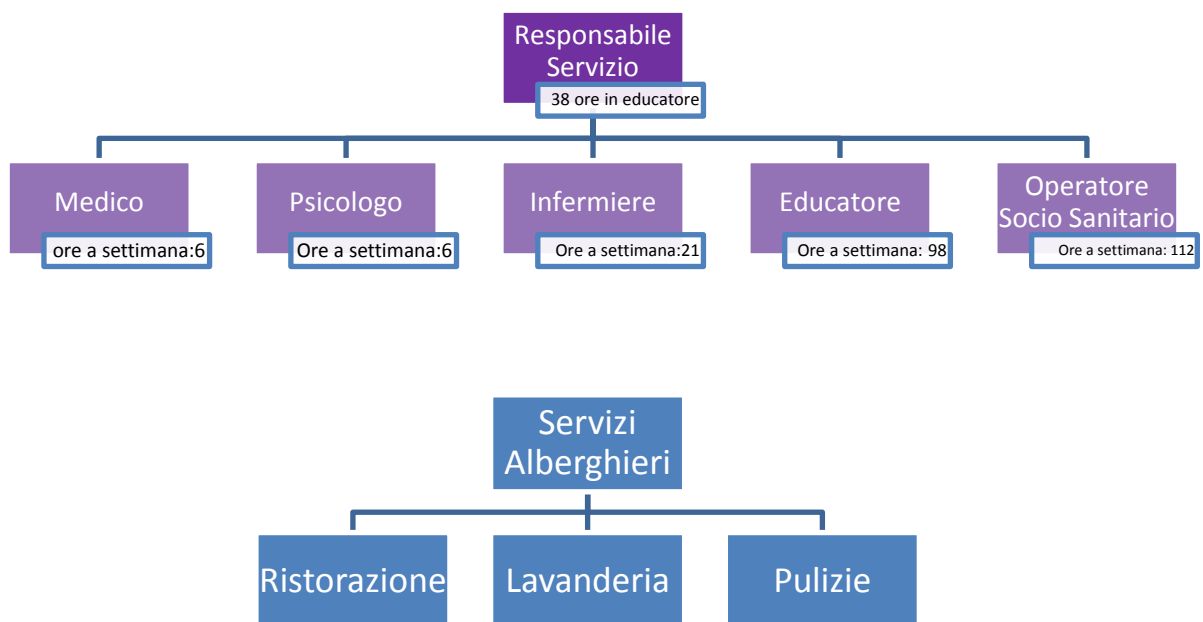 Responsabile
Servizio
38 ore in educatore
Medico
ore a settimana:6
Psicologo
Ore a settimana:6
Infermiere
Ore a settimana:21
Educatore
Ore a settimana: 98
Operatore
Socio Sanitario
Ore a settimana: 112
Servizi
Alberghieri
Ristorazione
Lavanderia
Pulizie